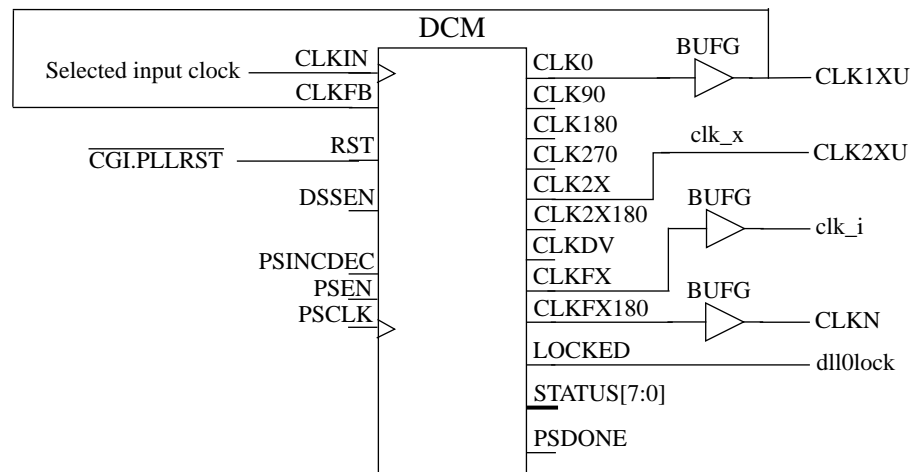 DCM
Selected input clock
CLKIN
CLKFB
CGI.PLLRST
RST
DSSEN
PSINCDEC
PSEN
PSCLK
CLK0
BUFG
CLK1XU
CLK90
CLK180
CLK270
clk_x
CLK2X
CLK2XU
CLK2X180
BUFG
clk_i
CLKDV
CLKFX
CLKFX180
BUFG
CLKN
LOCKED
dll0lock
STATUS[7:0]
PSDONE